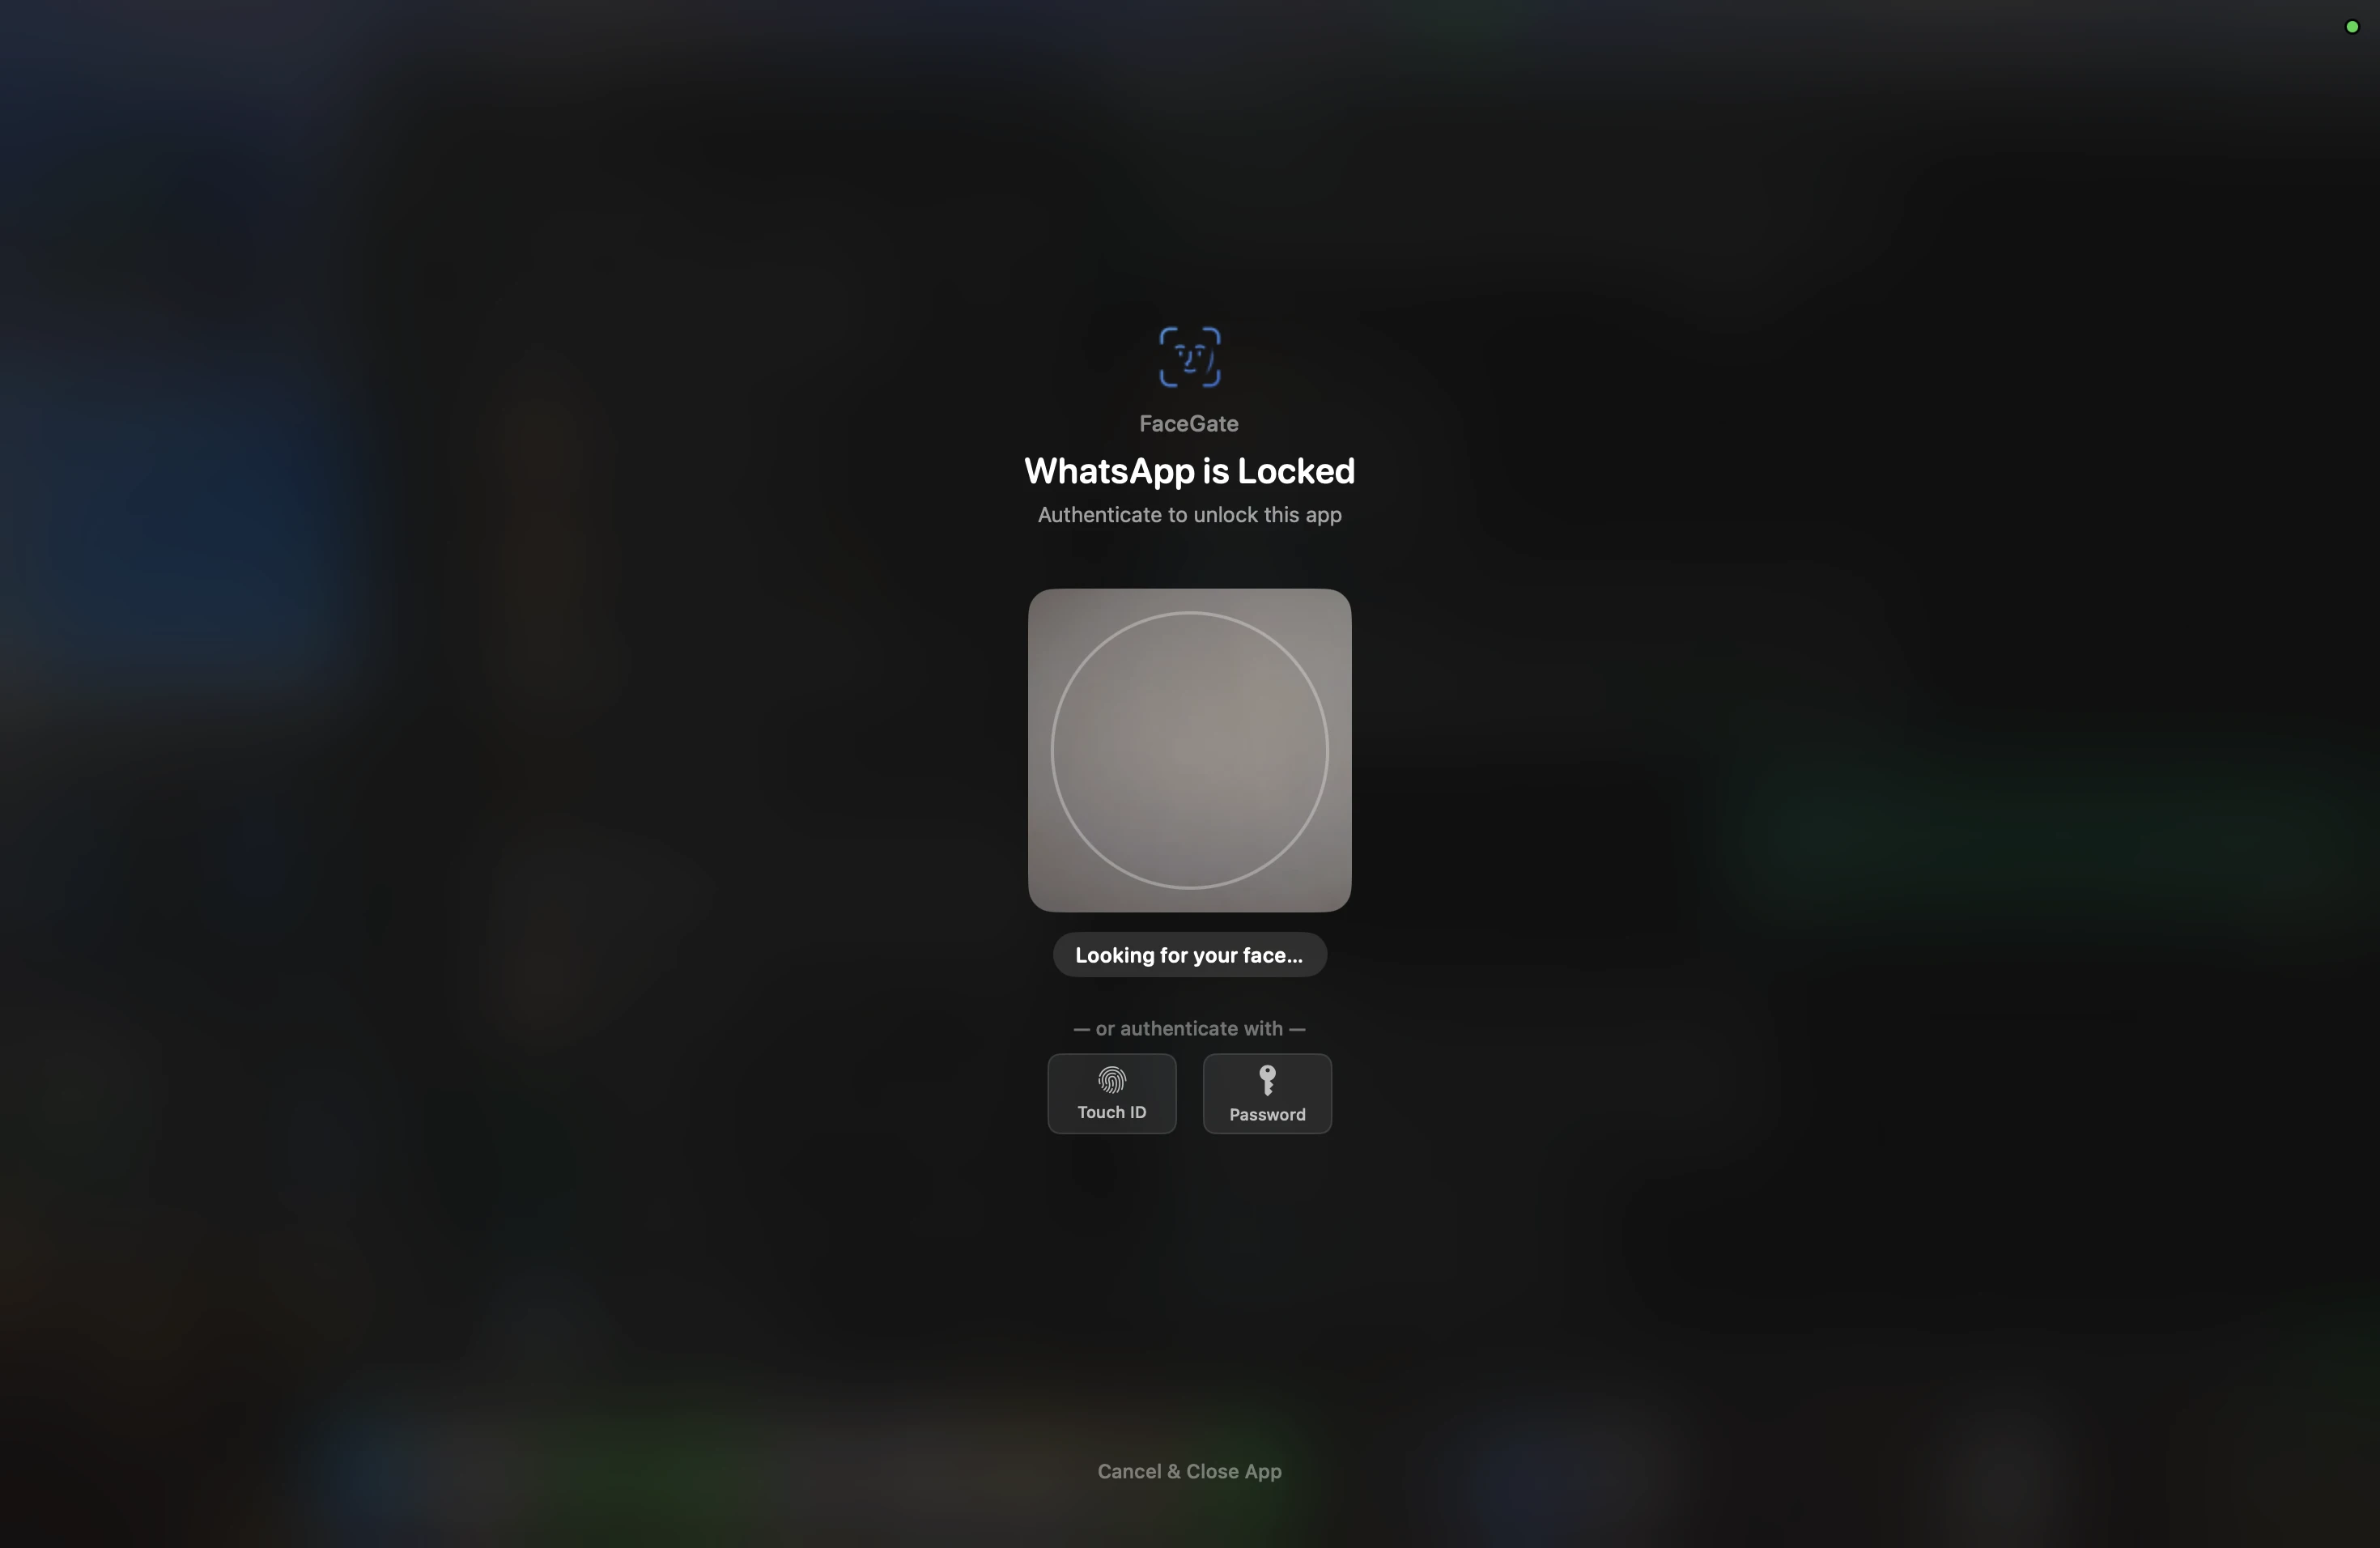 FaceGate
WhatsApp is Locked
Authenticate to unlock this app
Looking for your face...
— or authenticate with —
Touch ID
Password
Cancel & Close App